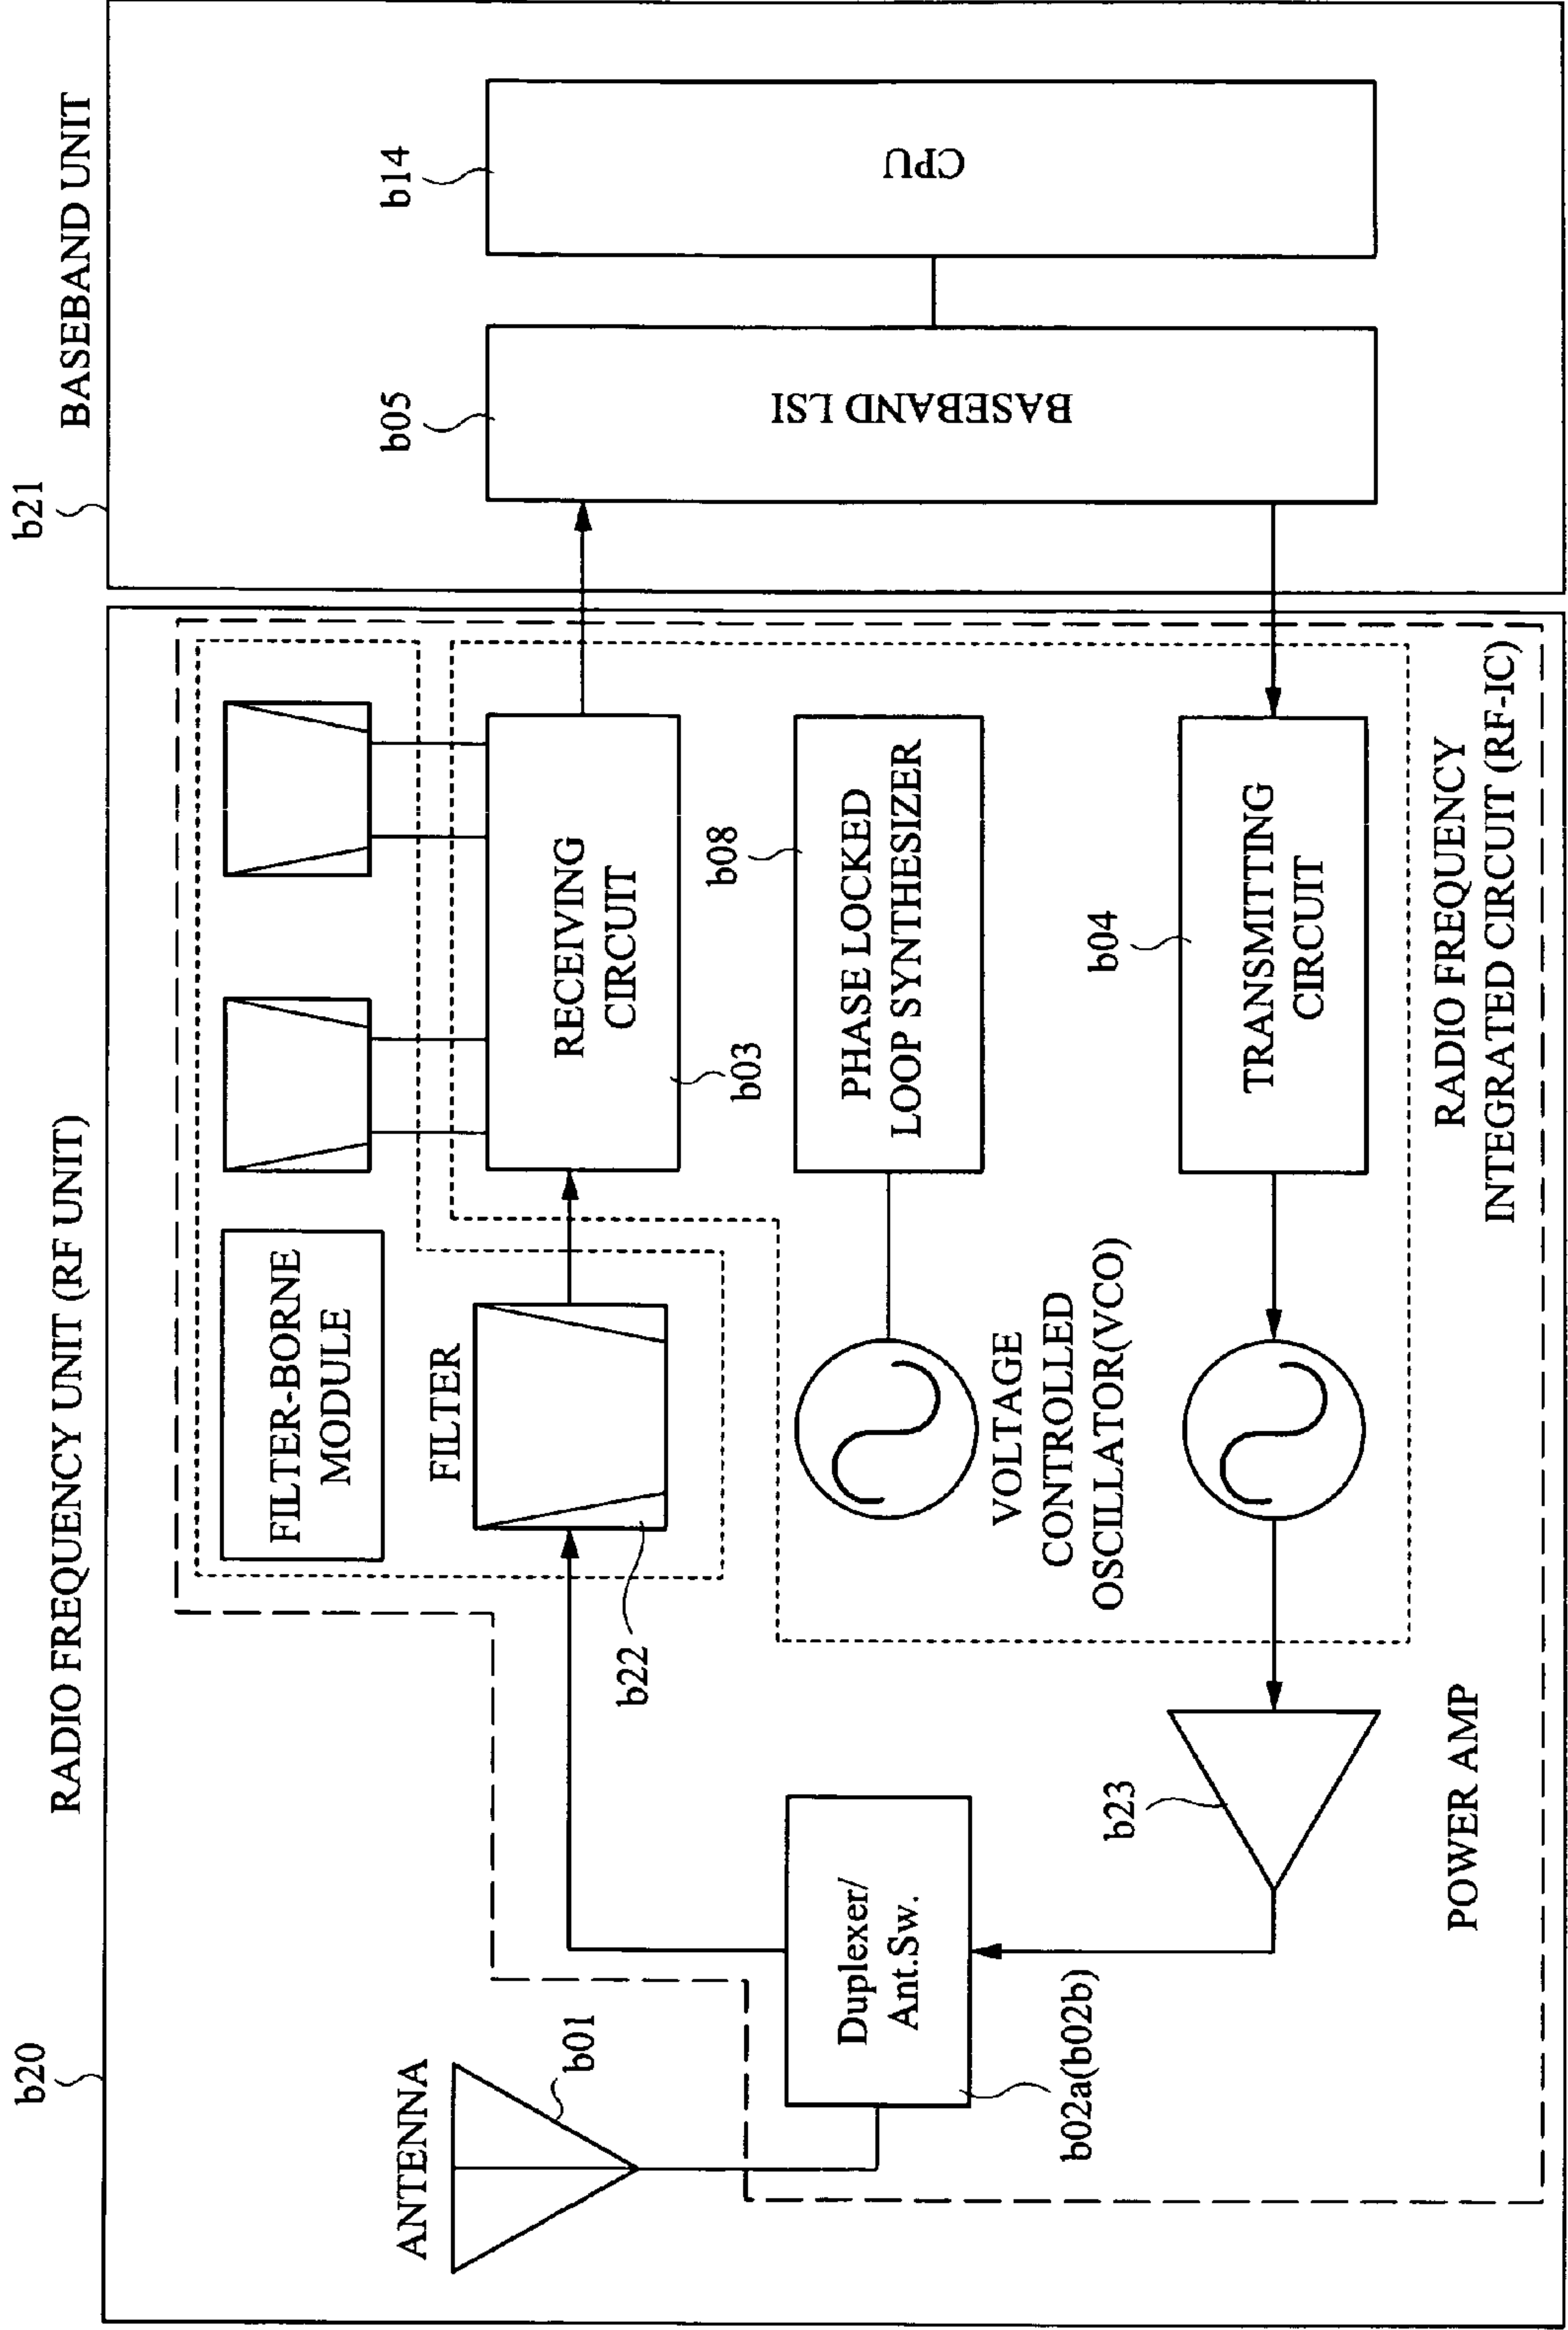 b20
RADIO FREQUENCY UNIT (RF UNIT)
b21
BASEBAND UNIT
ANTENNA
b01
Duplexer/
Ant.Sw.
b02a(b02b)
FILTER-BORNE
MODULE
FILTER
b22
RECEIVING
CIRCUIT
b03
b08
PHASE LOCKED
LOOP SYNTHESIZER
VOLTAGE
CONTROLLED
OSCILLATOR(VCO)
b04
TRANSMITTING
CIRCUIT
b23
POWER AMP
RADIO FREQUENCY
INTEGRATED CIRCUIT (RF-IC)
b05
BASEBAND LSI
b14
CPU